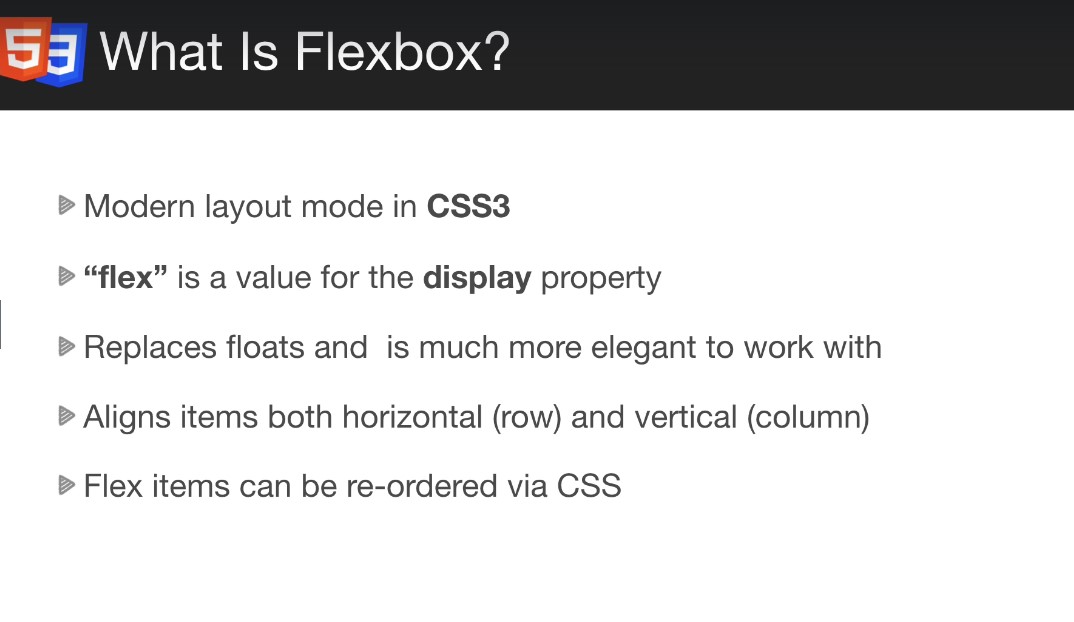 What Is Flexbox?
Modern layout mode in CSS3
“flex” is a value for the display property
Replaces floats and  is much more elegant to work with
Aligns items both horizontal (row) and vertical (column)
Flex items can be re-ordered via CSS